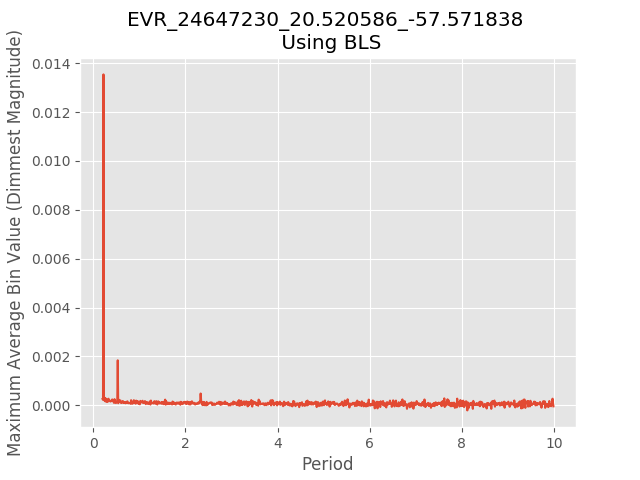 EVR_24647230_20.520586_-57.571838
Using BLS
Maximum Average Bin Value (Dimmest Magnitude)
0.014
0.012
0.010
0.008
0.006
0.004
0.002
0.000
0 2 4 6 8 10
Period